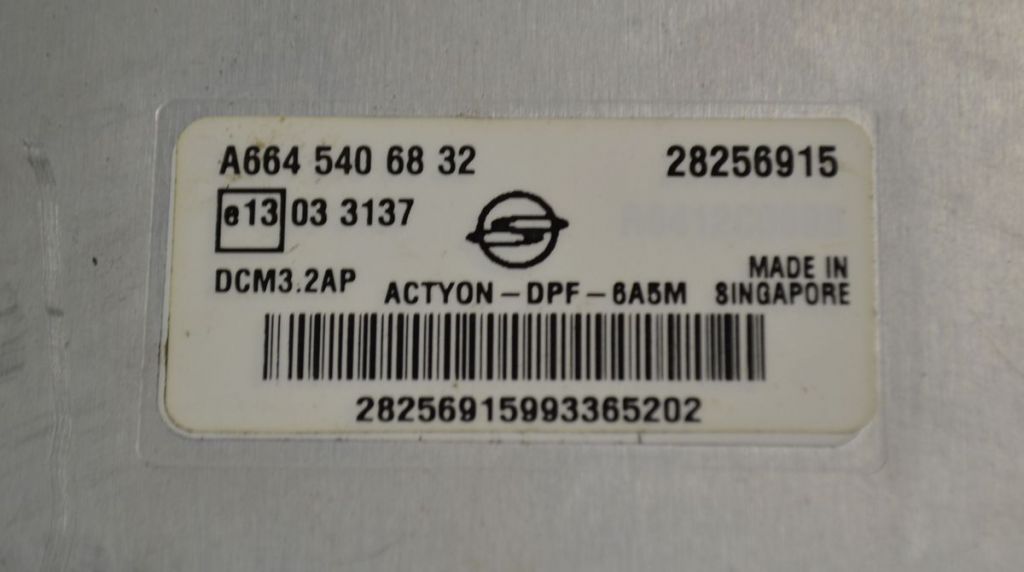 A664 540 68 32 28256915
e13 03 3137
DCM3.2AP ACTYON-DPF-6A5M MADE IN
SINGAPORE
28256915993365202